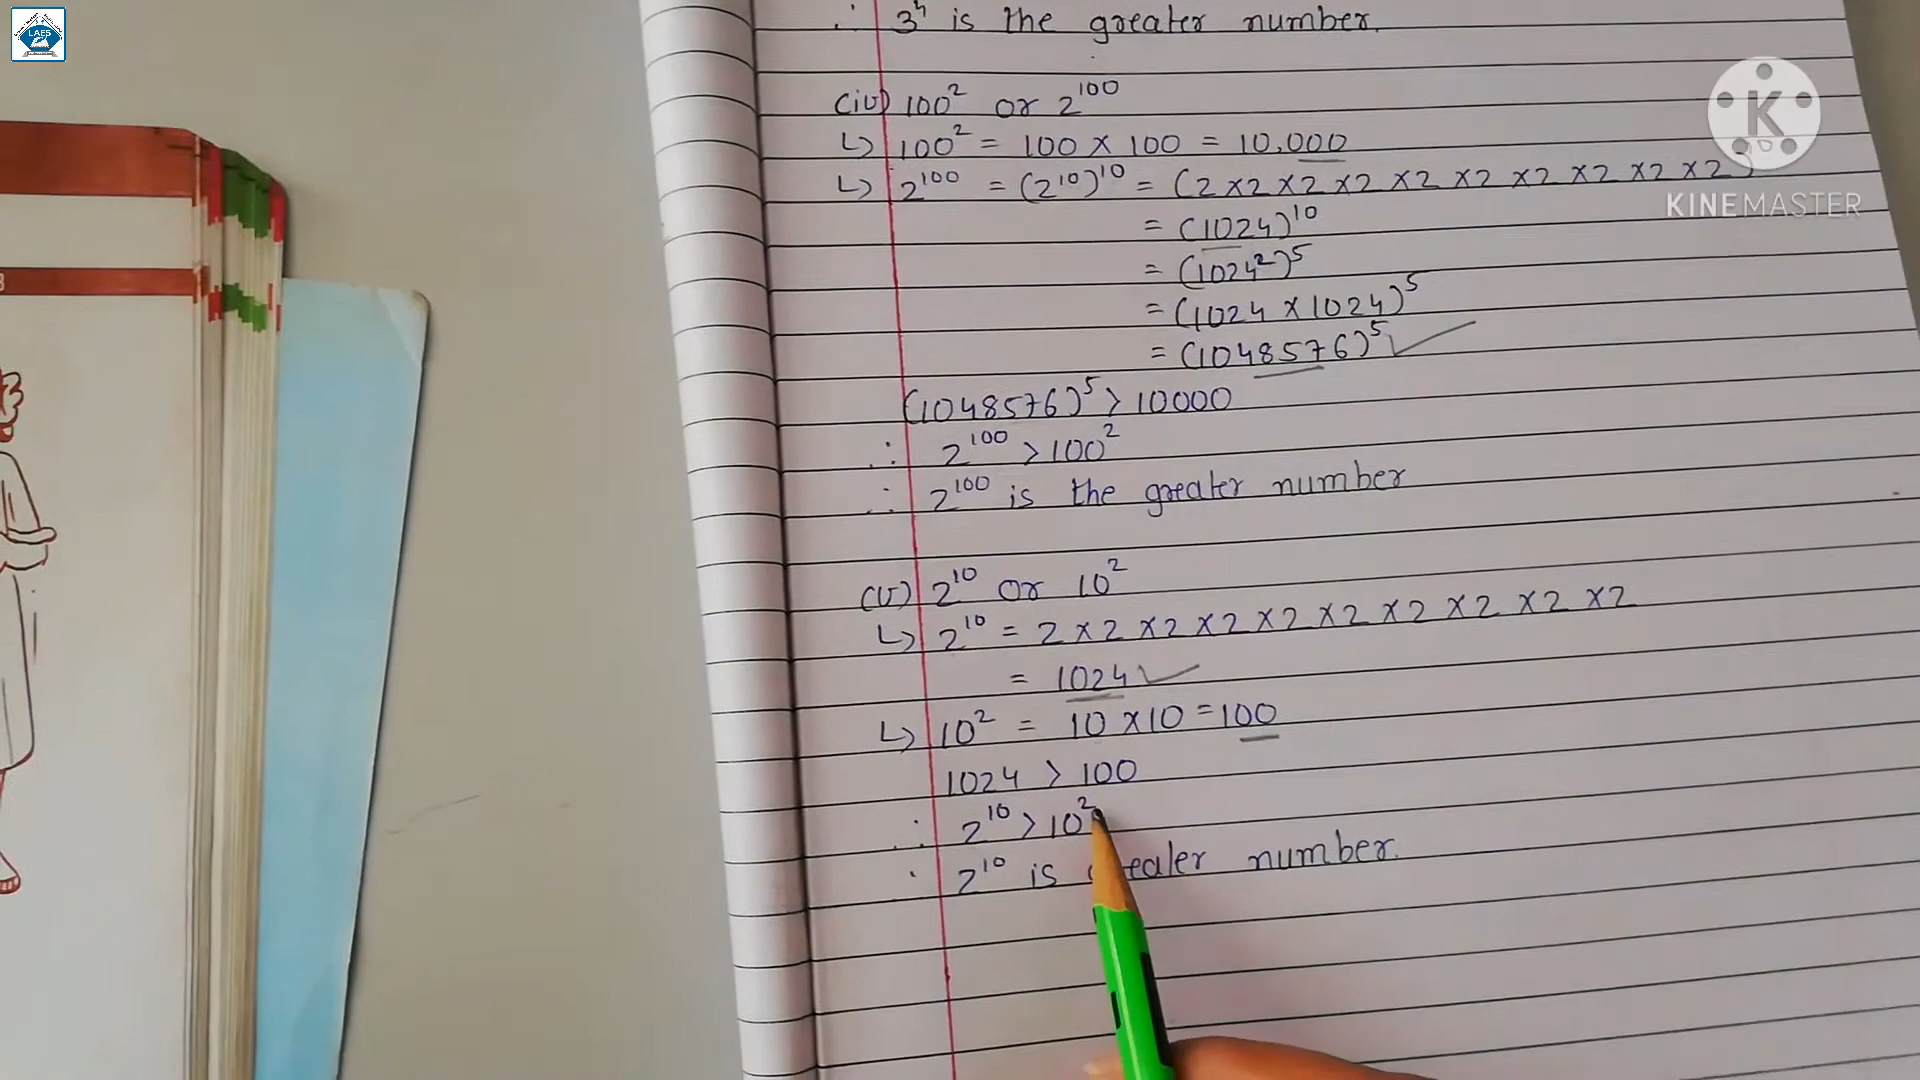 LAES
∴ 3⁴ is the greater number.
(iv) 100² or 2¹⁰⁰
↳ 100² = 100 × 100 = 10,000
↳ 2¹⁰⁰ = (2¹⁰)¹⁰ = (2 × 2 × 2 × 2 × 2 × 2 × 2 × 2 × 2 × 2)
= (1024)¹⁰
= (1024²)⁵
= (1024 × 1024)⁵
= (1048576)⁵ ✓
(1048576)⁵ > 10000
∴ 2¹⁰⁰ > 100²
∴ 2¹⁰⁰ is the greater number
(v) 2¹⁰ or 10²
↳ 2¹⁰ = 2 × 2 × 2 × 2 × 2 × 2 × 2 × 2 × 2 × 2
= 1024 ✓
↳ 10² = 10 × 10 = 100
1024 > 100
∴ 2¹⁰ > 10²
2¹⁰ is number.
K
KINEMASTER